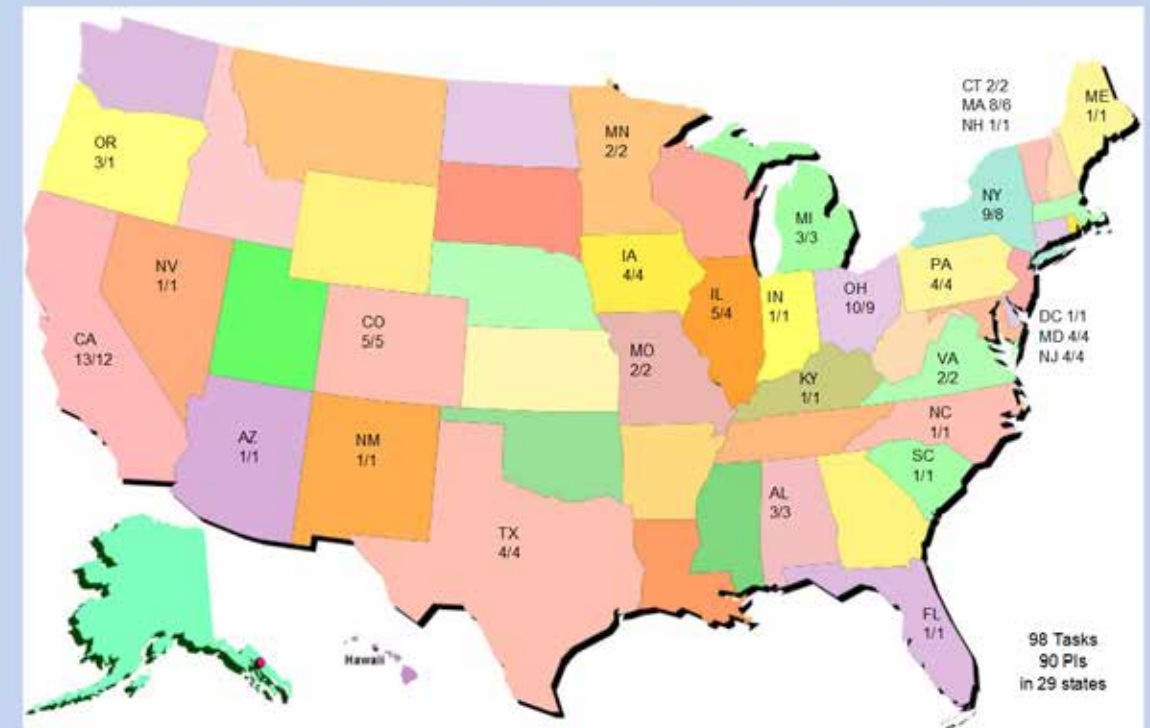 CT 2/2
MA 8/6
NH 1/1
ME
1/1
OR
3/1
MN
2/2
NY
9/8
MI
3/3
NV
1/1
IA
4/4
PA
4/4
IL
5/4
IN
1/1
OH
10/9
DC 1/1
MD 4/4
NJ 4/4
CA
13/12
CO
5/5
MO
2/2
VA
2/2
KY
1/1
NC
1/1
AZ
1/1
NM
1/1
SC
1/1
AL
3/3
TX
4/4
FL
1/1
Hawaii
98 Tasks
90 PIs
in 29 states